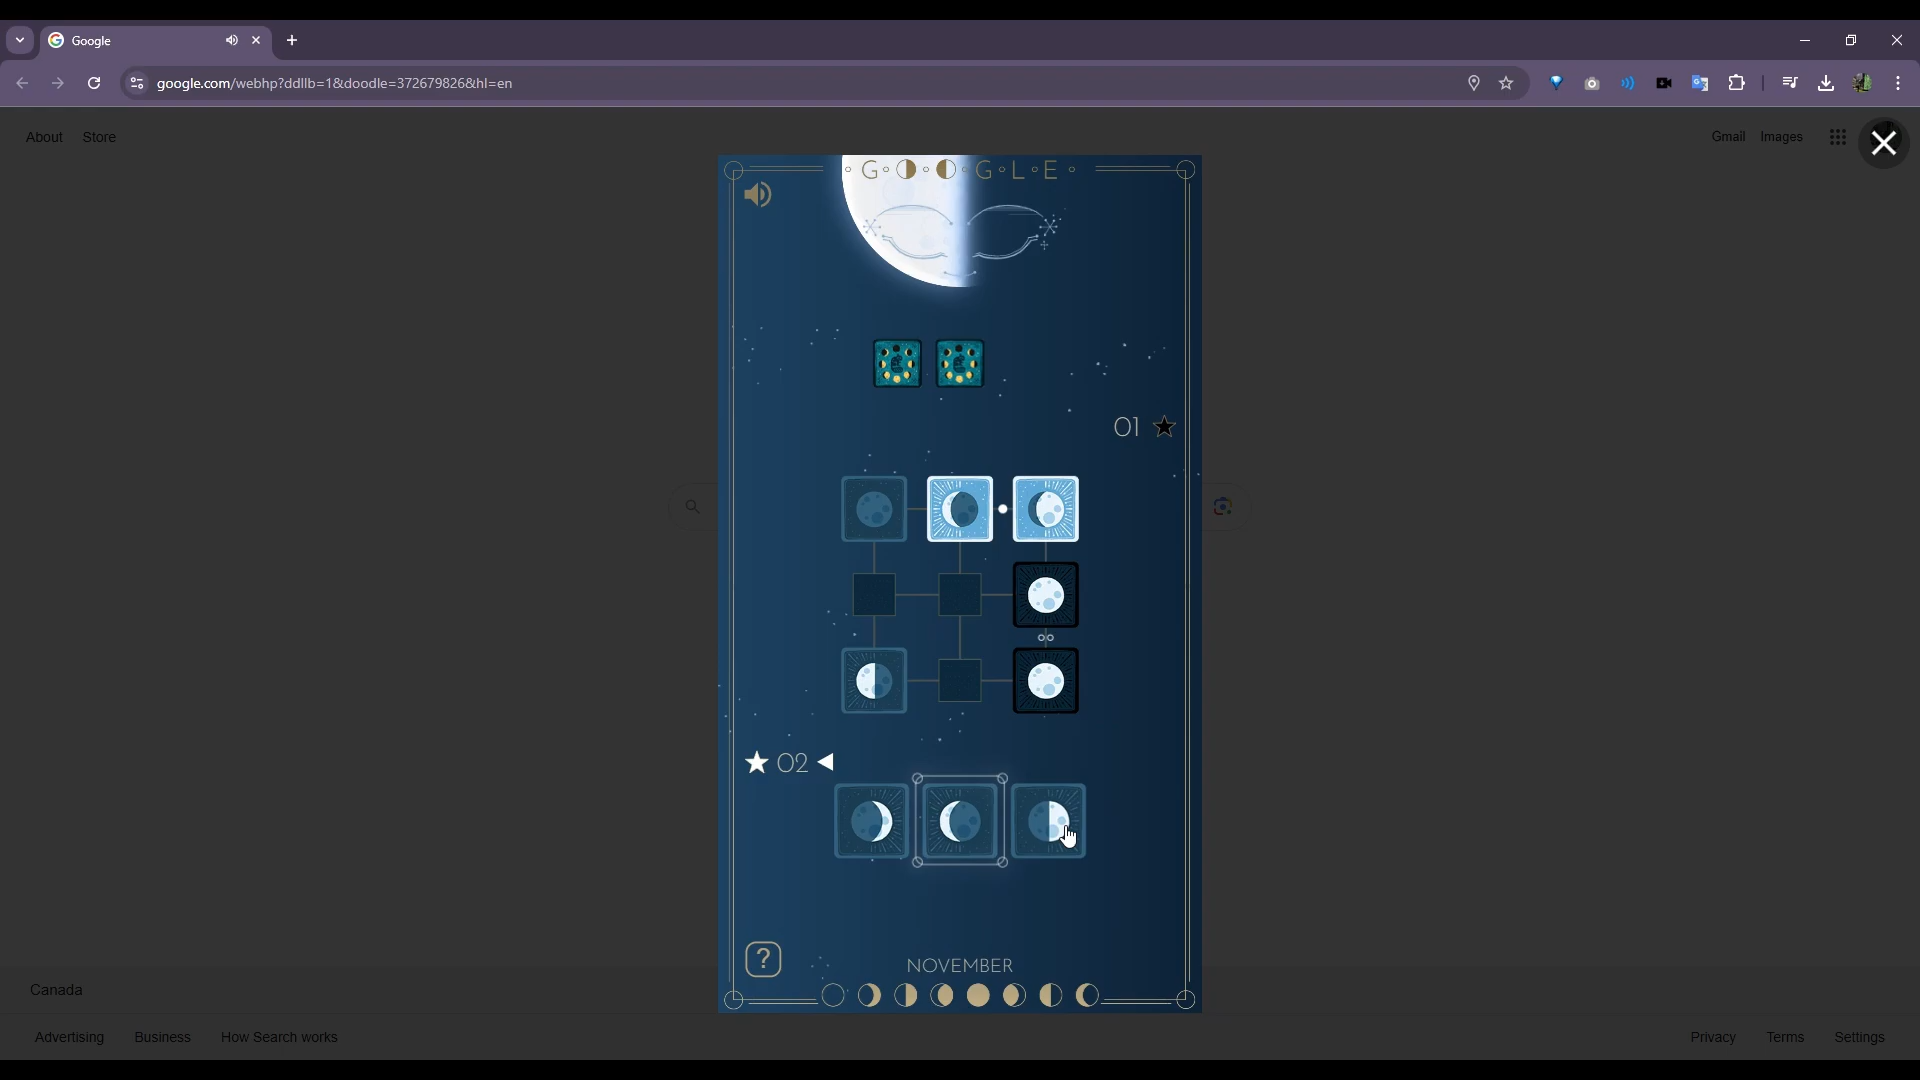 Google
google.com/webhp?ddllb=1&doodle=372679826&hl=en
About Store
Gmail Images
G O O G L E
01
02
?
NOVEMBER
Canada
Advertising Business How Search works
Privacy Terms Settings